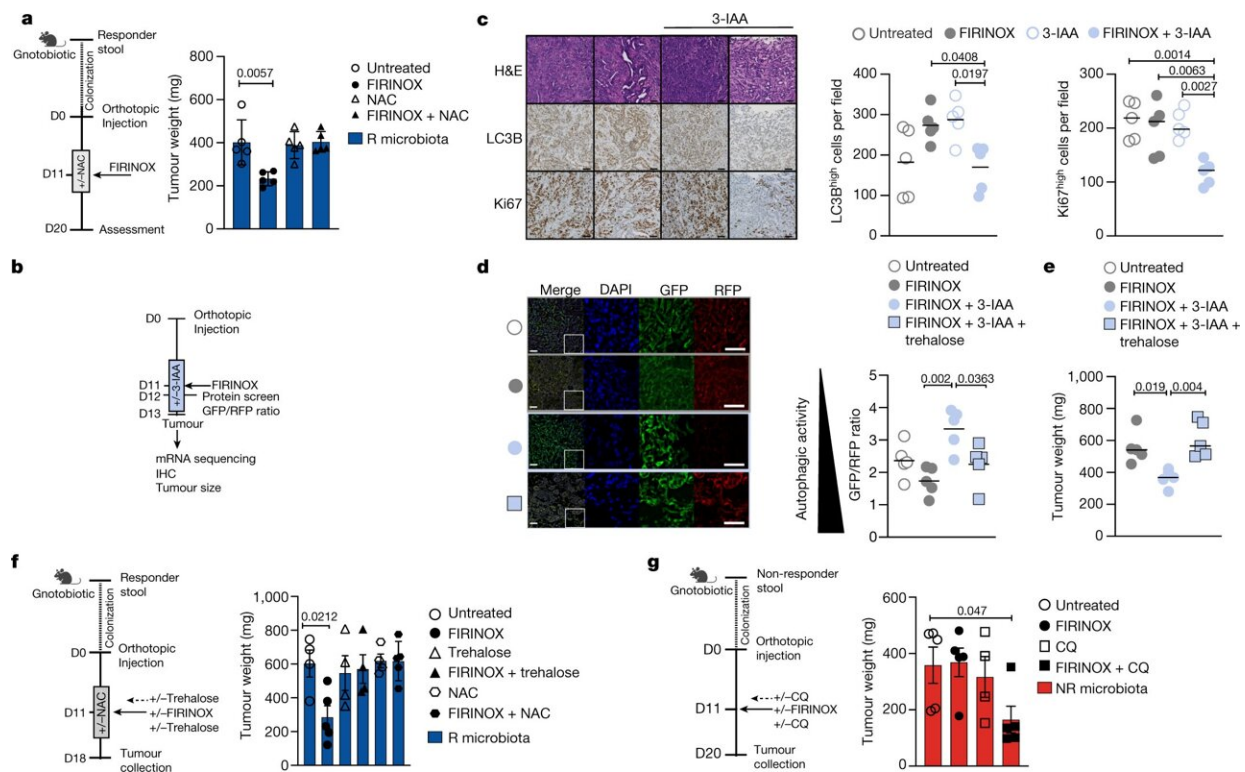 a
Gnotobiotic
Responder
stool
Colonization
D0
Orthotopic
Injection
+/-NAC
D11
FIRINOX
D20
Assessment
Tumour weight (mg)
800
600
400
200
0
0.0057
Untreated
FIRINOX
NAC
FIRINOX + NAC
R microbiota
b
D0
Orthotopic
Injection
+/-3-IAA
D11
FIRINOX
D12
Protein screen
D13
GFP/RFP ratio
Tumour
mRNA sequencing
IHC
Tumour size
c
3-IAA
H&E
LC3B
Ki67
Untreated
FIRINOX
3-IAA
FIRINOX + 3-IAA
LC3B^high cells per field
400
300
200
100
0
0.0408
0.0197
Ki67^high cells per field
300
200
100
0
0.0014
0.0063
0.0027
d
Merge
DAPI
GFP
RFP
Untreated
FIRINOX
FIRINOX + 3-IAA
FIRINOX + 3-IAA +
trehalose
Autophagic activity
GFP/RFP ratio
5
4
3
2
1
0
0.002
0.0363
e
Untreated
FIRINOX
FIRINOX + 3-IAA
FIRINOX + 3-IAA +
trehalose
Tumour weight (mg)
1,000
800
600
400
200
0
0.019
0.004
f
Gnotobiotic
Responder
stool
Colonization
D0
Orthotopic
Injection
+/-NAC
+/–Trehalose
D11
+/–FIRINOX
+/–Trehalose
D18
Tumour
collection
Tumour weight (mg)
1,000
800
600
400
200
0
0.0212
Untreated
FIRINOX
Trehalose
FIRINOX + trehalose
NAC
FIRINOX + NAC
R microbiota
g
Gnotobiotic
Non-responder
stool
Colonization
D0
Orthotopic
injection
+/–CQ
D11
+/–FIRINOX
+/–CQ
D20
Tumour
collection
Tumour weight (mg)
600
400
200
0
0.047
Untreated
FIRINOX
CQ
FIRINOX + CQ
NR microbiota